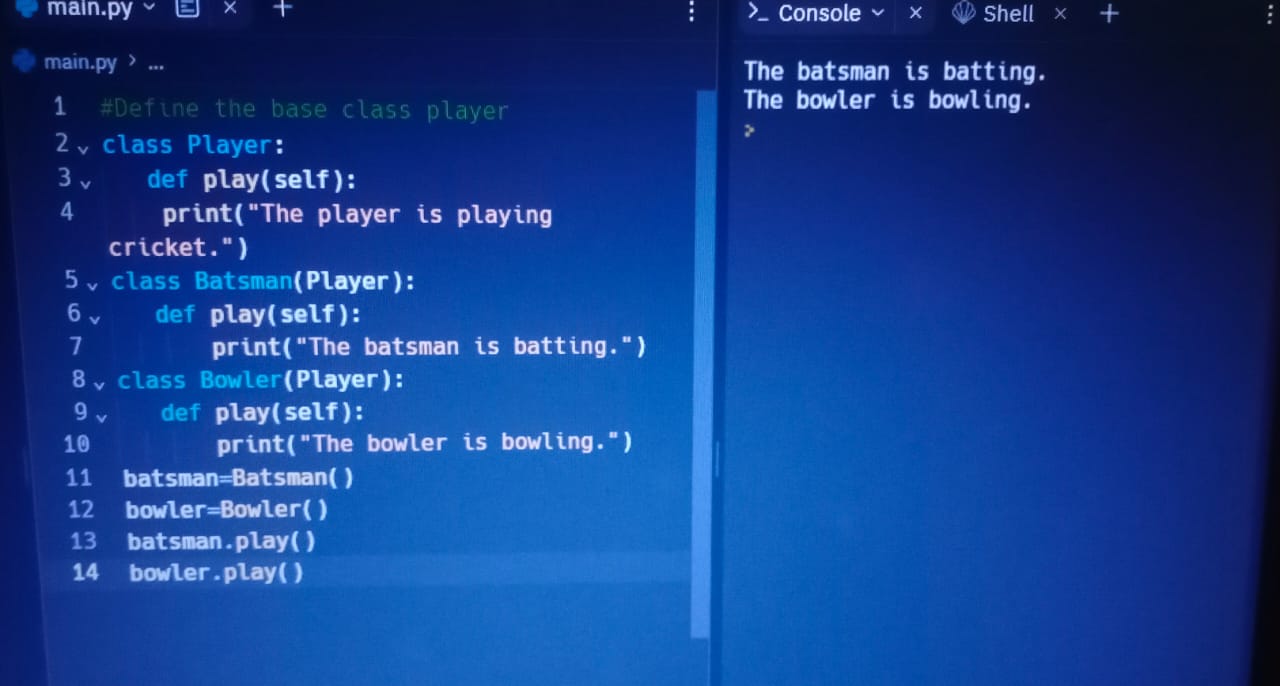 main.py
Console
Shell
main.py > ...
1 #Define the base class player
2 class Player:
3     def play(self):
4      print("The player is playing
cricket.")
5 class Batsman(Player):
6     def play(self):
7         print("The batsman is batting.")
8 class Bowler(Player):
9     def play(self):
10         print("The bowler is bowling.")
11 batsman=Batsman()
12 bowler=Bowler()
13 batsman.play()
14 bowler.play()
The batsman is batting.
The bowler is bowling.
>